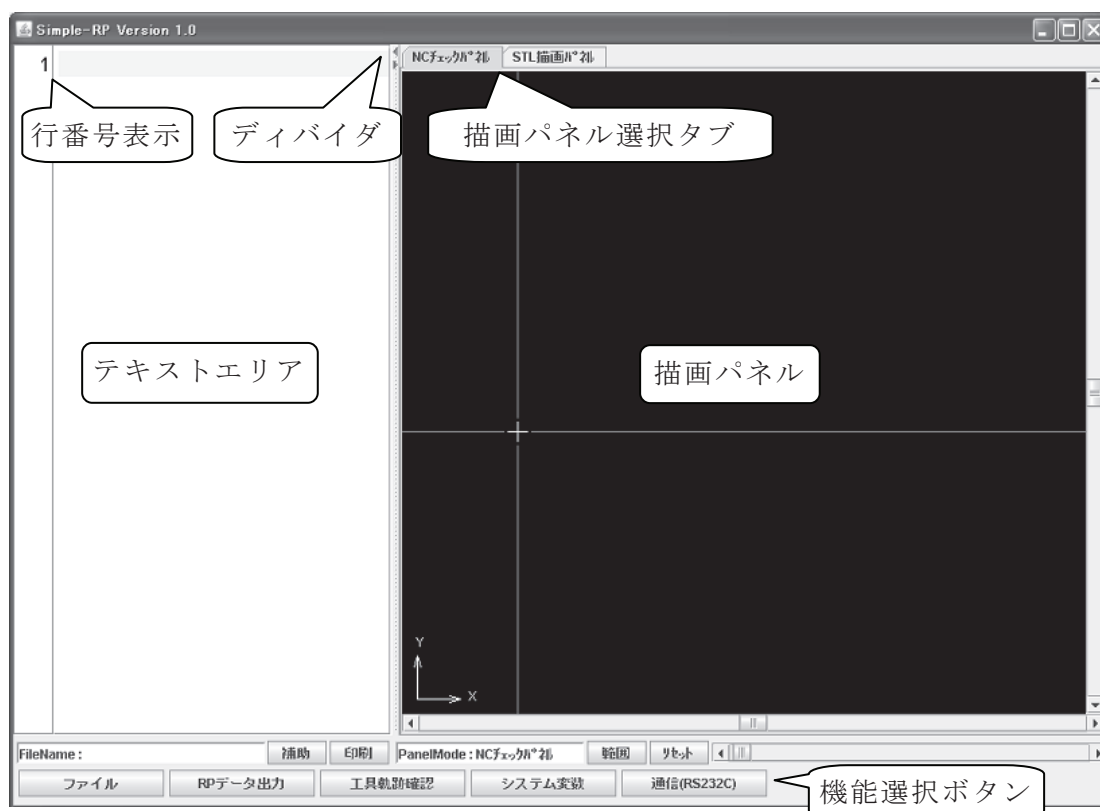 Simple-RP Version 1.0
1
NCﾁｪｯｸﾊﾟﾈﾙ STL描画ﾊﾟﾈﾙ
行番号表示 ディバイダ 描画パネル選択タブ
テキストエリア 描画パネル
Y
X
FileName : 補助 印刷 PanelMode : NCﾁｪｯｸﾊﾟﾈﾙ 範囲 ﾘｾｯﾄ
ファイル RPデータ出力 工具軌跡確認 システム変数 通信(RS232C)
機能選択ボタン